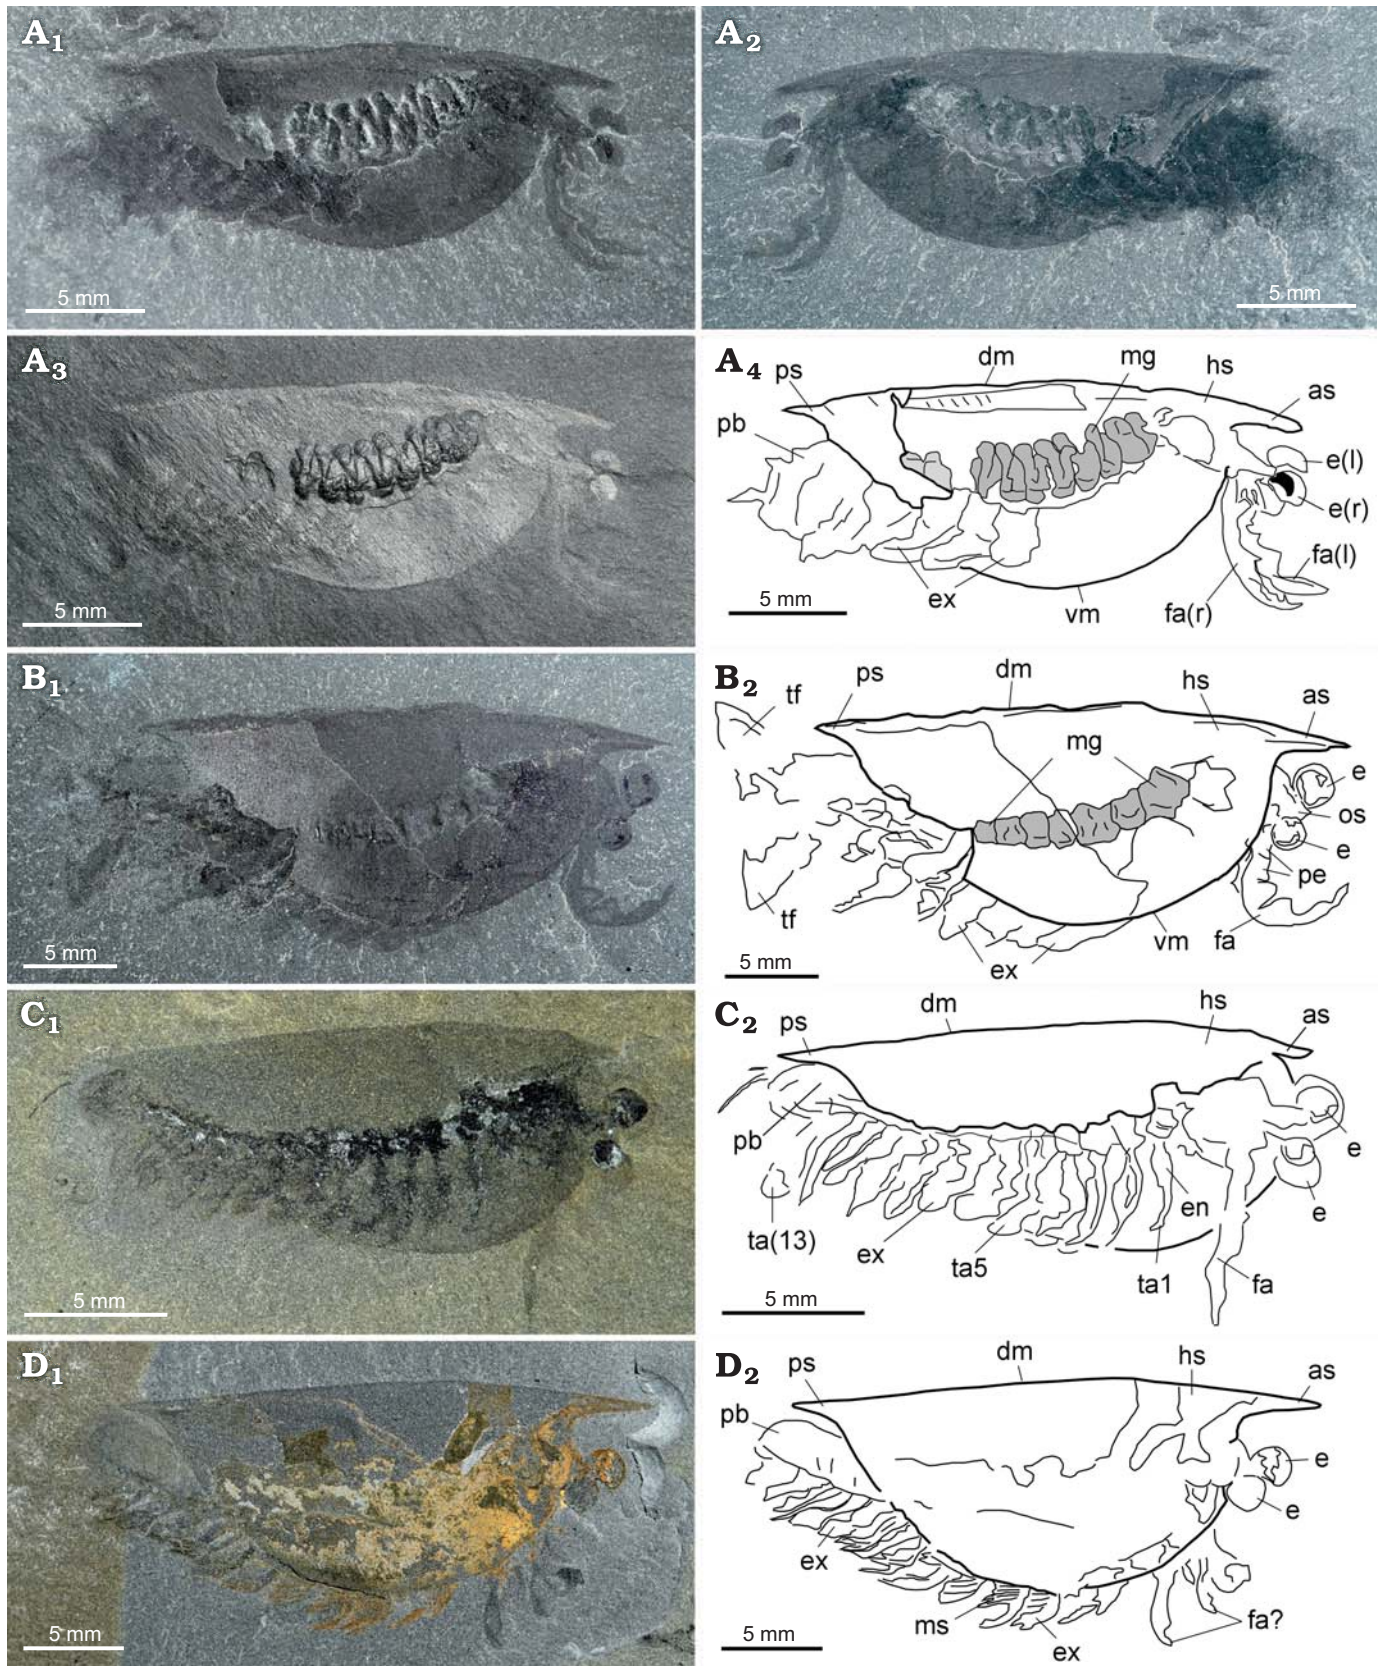 A1
A2
5 mm
5 mm
A3
5 mm
A4
ps
dm
mg
hs
as
pb
e(l)
e(r)
fa(l)
ex
vm
fa(r)
5 mm
B1
5 mm
B2
tf
ps
dm
hs
as
mg
e
os
e
pe
tf
vm
fa
ex
5 mm
C1
5 mm
C2
ps
dm
hs
as
pb
e
en
e
ta(13)
ex
ta5
ta1
fa
5 mm
D1
5 mm
D2
ps
dm
hs
as
pb
e
e
ex
ms
fa?
ex
5 mm